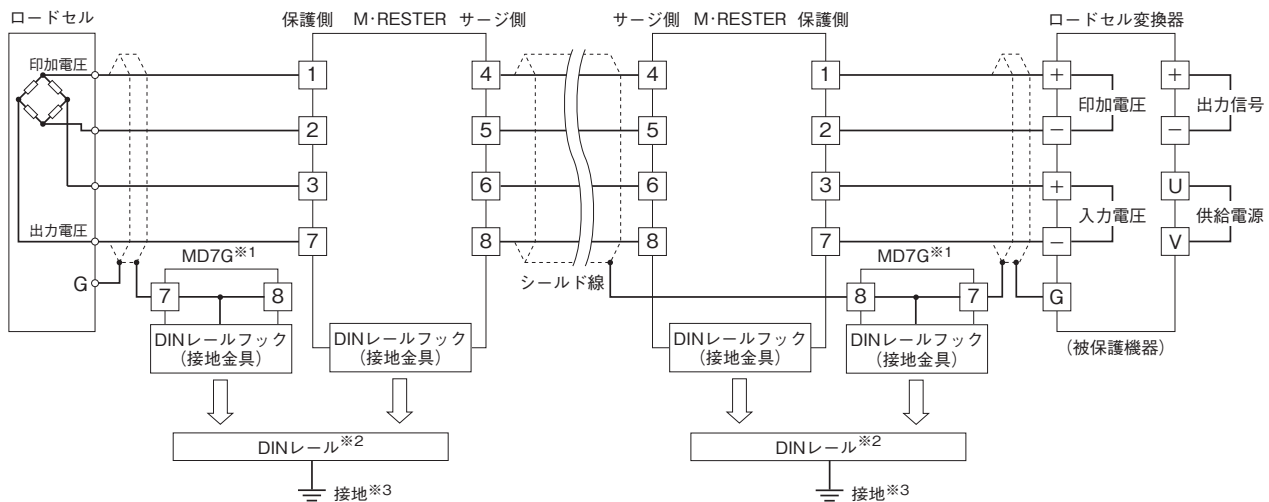 ロードセル
保護側 M・RESTER サージ側
サージ側 M・RESTER 保護側
ロードセル変換器
印加電圧
1
4
4
1
+
+
印加電圧
出力信号
2
5
5
2
−
−
3
6
6
3
+
U
入力電圧
供給電源
出力電圧
7
8
8
7
−
V
MD7G※1
シールド線
MD7G※1
G
7
8
8
7
G
DINレールフック
(接地金具)
DINレールフック
(接地金具)
DINレールフック
(接地金具)
DINレールフック
(接地金具)
(被保護機器)
DINレール※2
DINレール※2
接地※3
接地※3